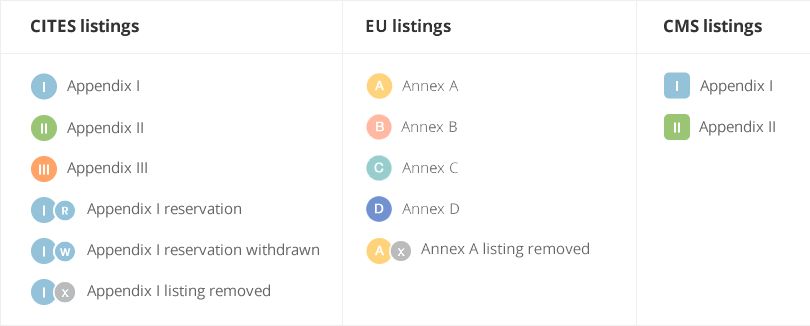 CITES listings
I Appendix I
II Appendix II
III Appendix III
I R Appendix I reservation
I W Appendix I reservation withdrawn
I X Appendix I listing removed
EU listings
A Annex A
B Annex B
C Annex C
D Annex D
A X Annex A listing removed
CMS listings
I Appendix I
II Appendix II